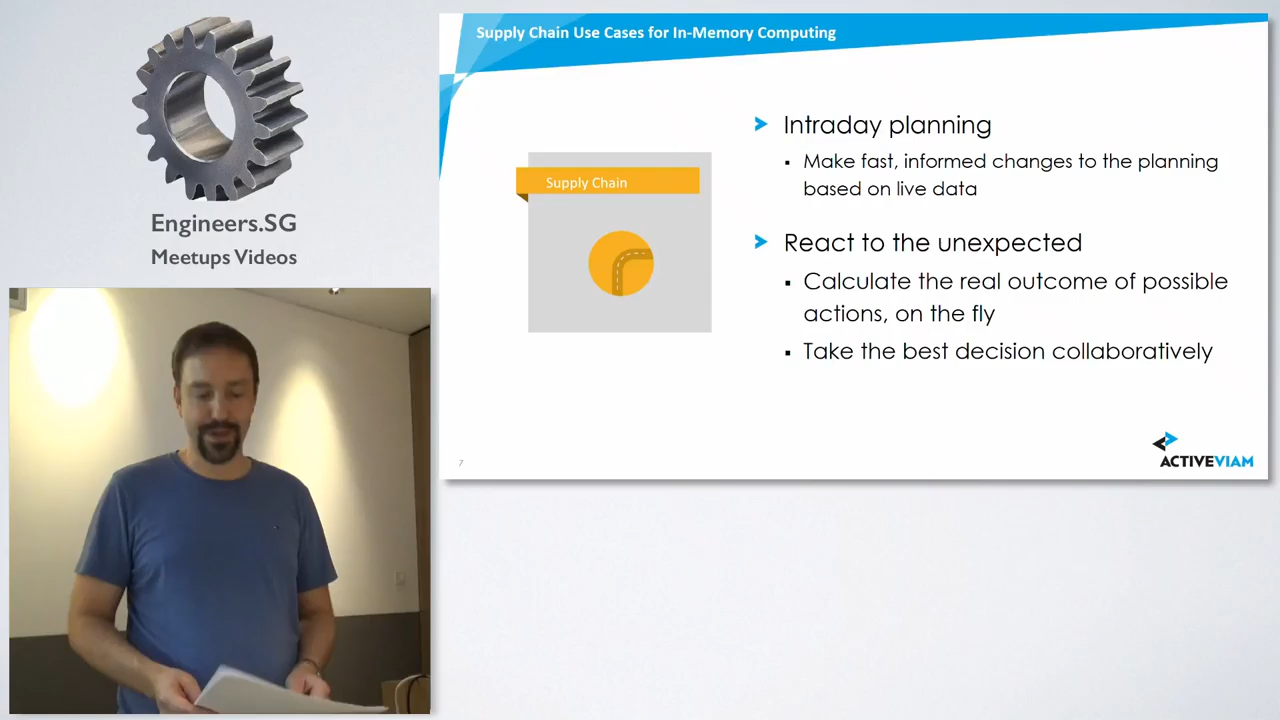 Engineers.SG
Meetups Videos
Supply Chain Use Cases for In-Memory Computing
Supply Chain
Intraday planning
Make fast, informed changes to the planning
based on live data
React to the unexpected
Calculate the real outcome of possible
actions, on the fly
Take the best decision collaboratively
7
ACTIVEVIAM